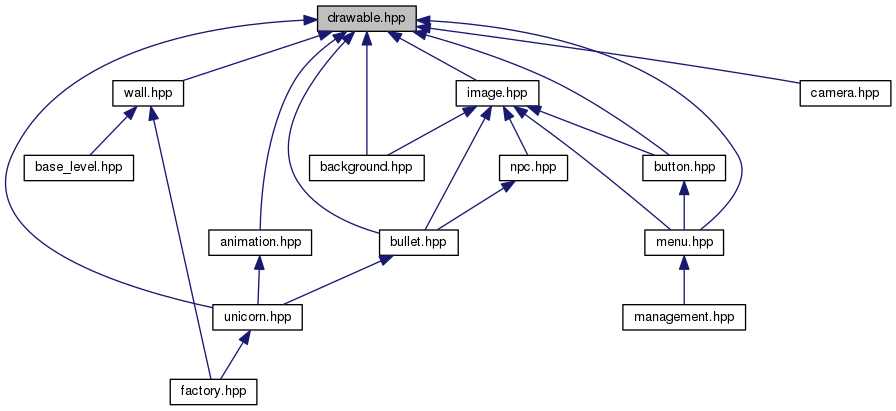 drawable.hpp
wall.hpp
image.hpp
camera.hpp
base_level.hpp
background.hpp
npc.hpp
button.hpp
animation.hpp
bullet.hpp
menu.hpp
unicorn.hpp
management.hpp
factory.hpp